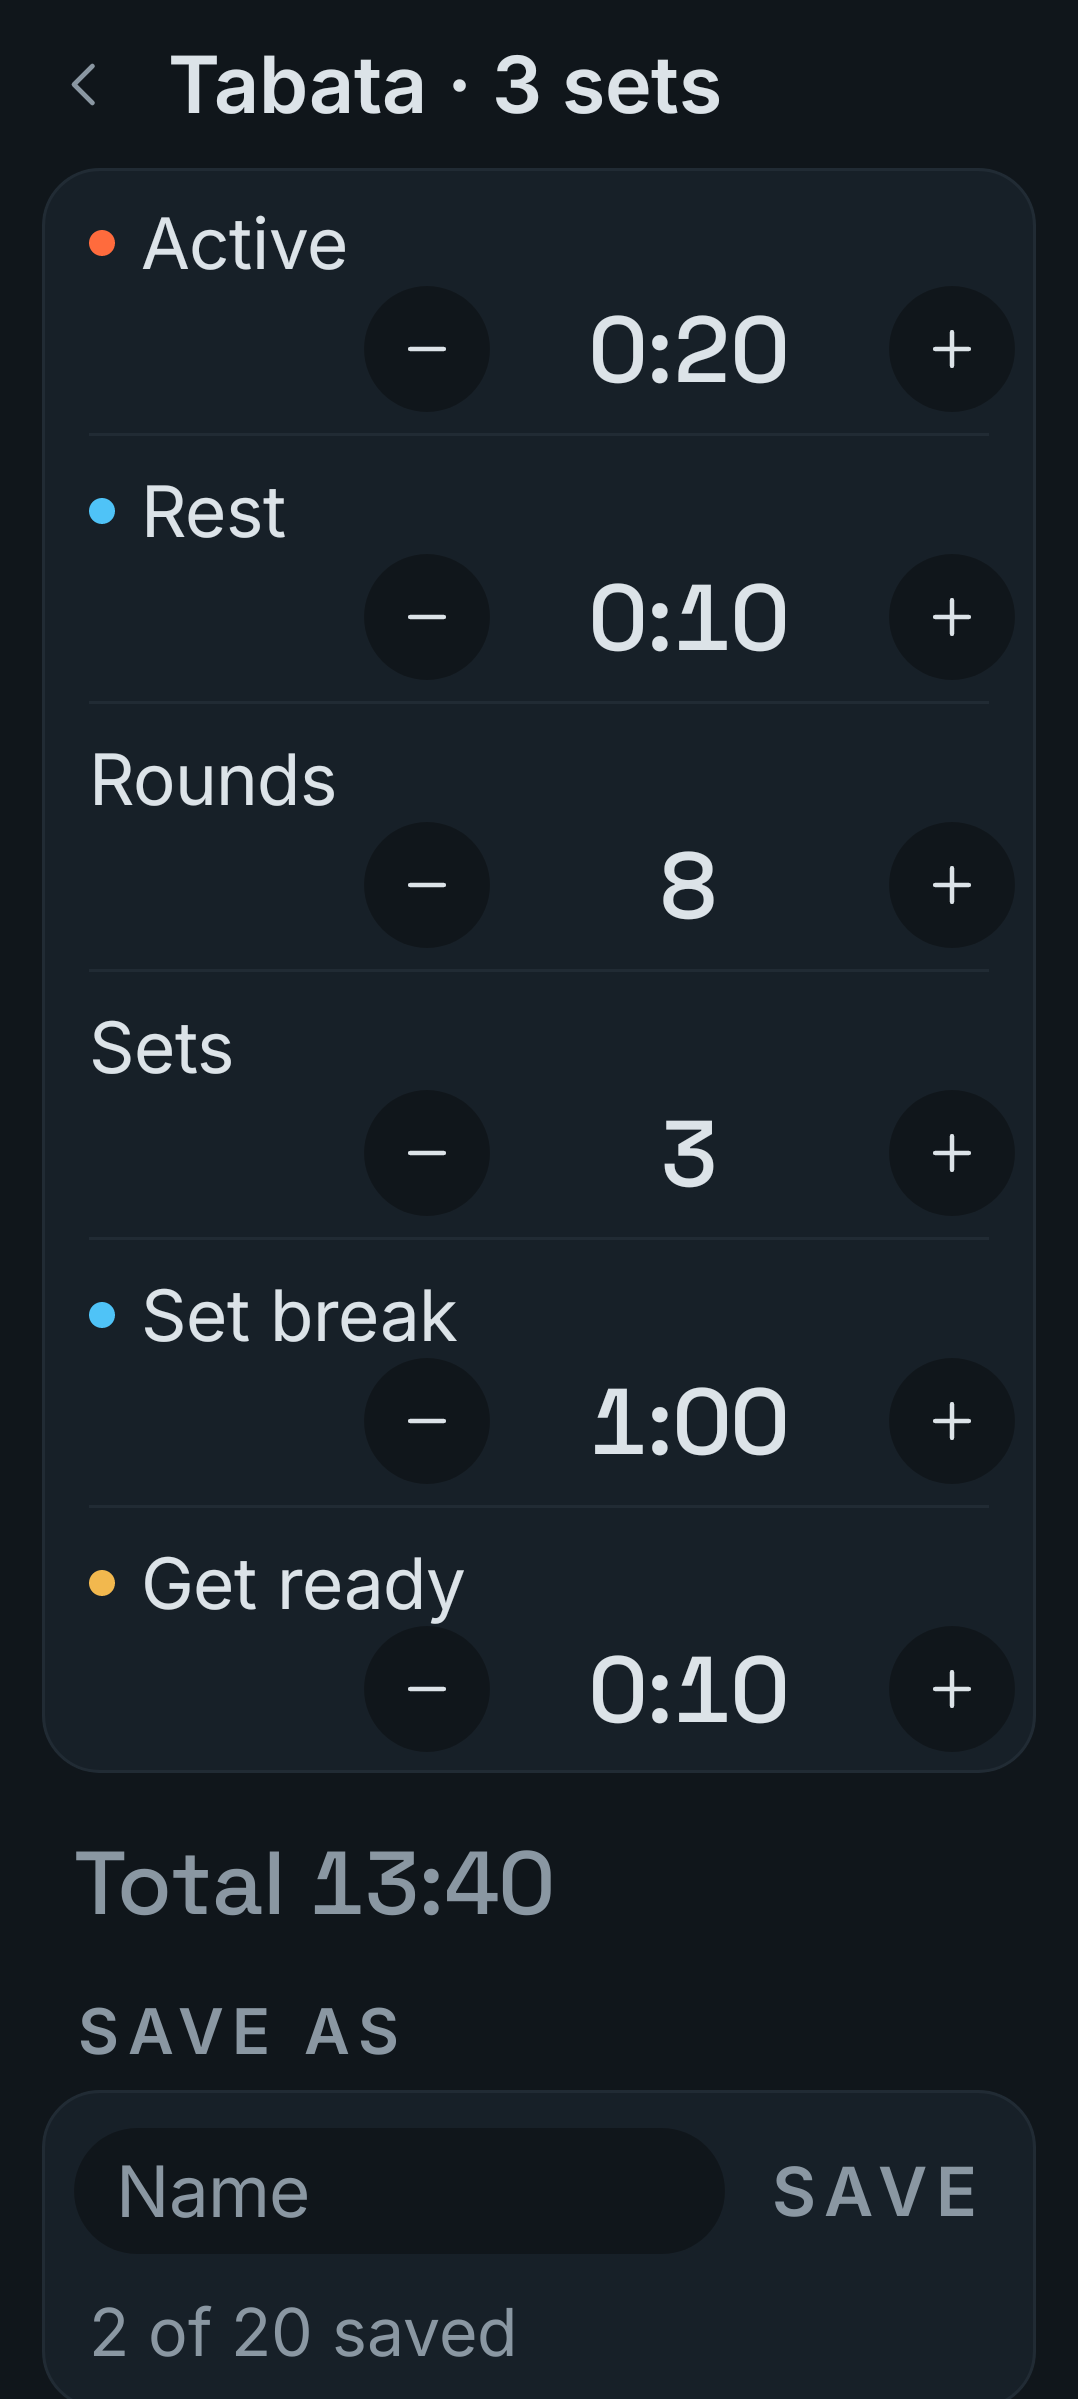 Tabata · 3 sets
Active
− 0:20 +
Rest
− 0:10 +
Rounds
− 8 +
Sets
− 3 +
Set break
− 1:00 +
Get ready
− 0:10 +
Total 13:40
SAVE AS
Name SAVE
2 of 20 saved